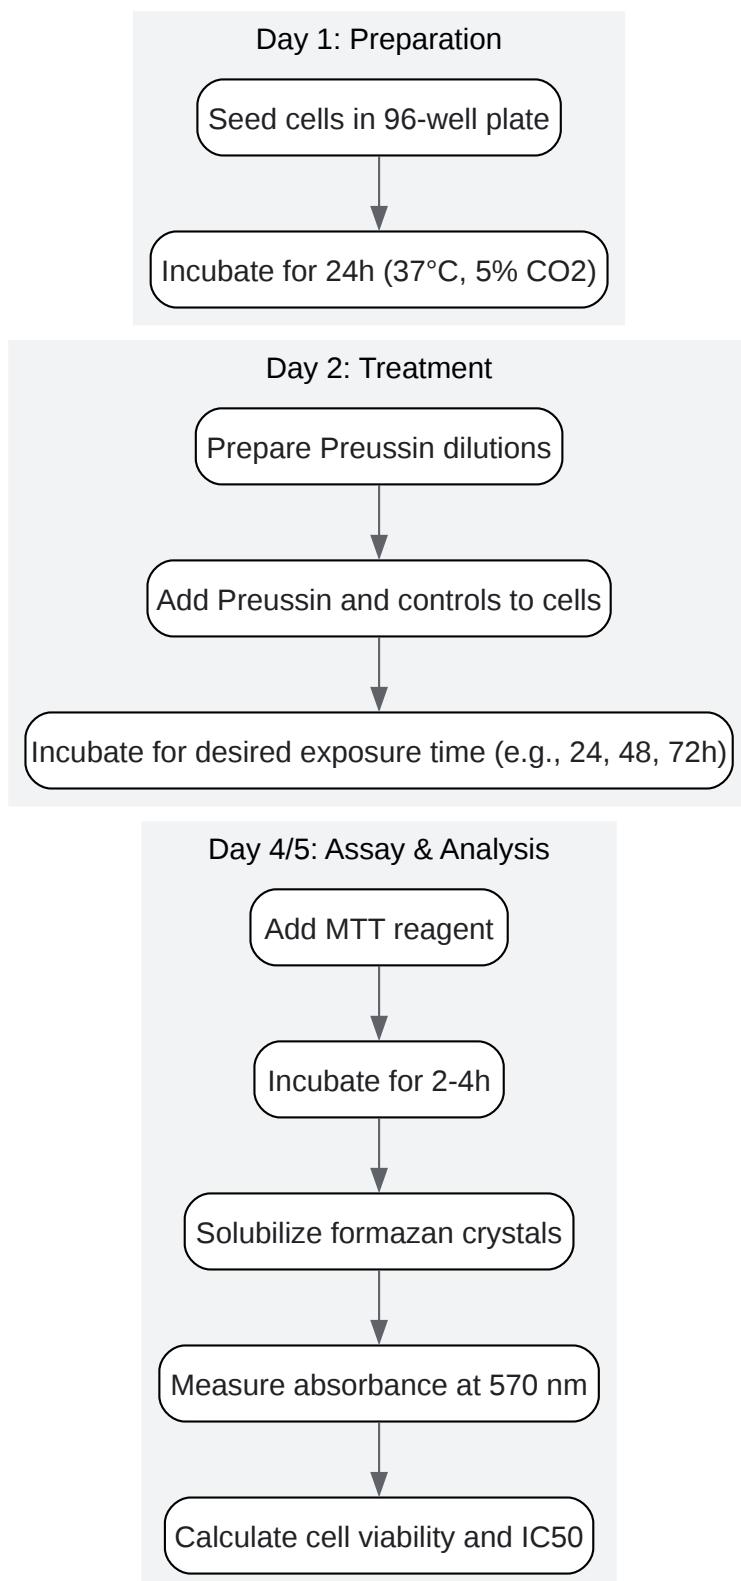 Day 1: Preparation
Seed cells in 96-well plate
Incubate for 24h (37°C, 5% CO2)
Day 2: Treatment
Prepare Preussin dilutions
Add Preussin and controls to cells
Incubate for desired exposure time (e.g., 24, 48, 72h)
Day 4/5: Assay & Analysis
Add MTT reagent
Incubate for 2-4h
Solubilize formazan crystals
Measure absorbance at 570 nm
Calculate cell viability and IC50